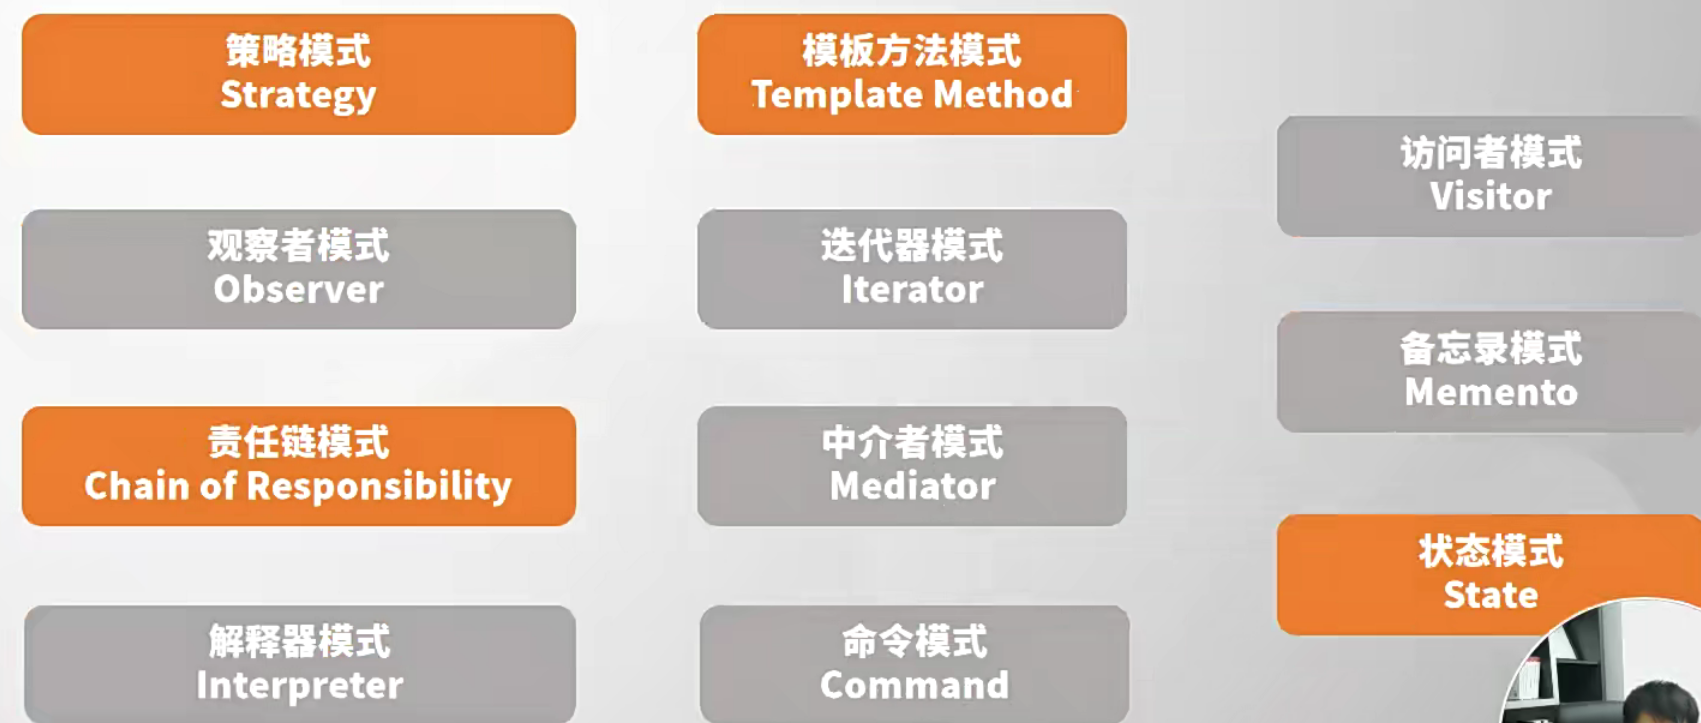 策略模式
Strategy
模板方法模式
Template Method
访问者模式
Visitor
观察者模式
Observer
迭代器模式
Iterator
备忘录模式
Memento
责任链模式
Chain of Responsibility
中介者模式
Mediator
状态模式
State
解释器模式
Interpreter
命令模式
Command